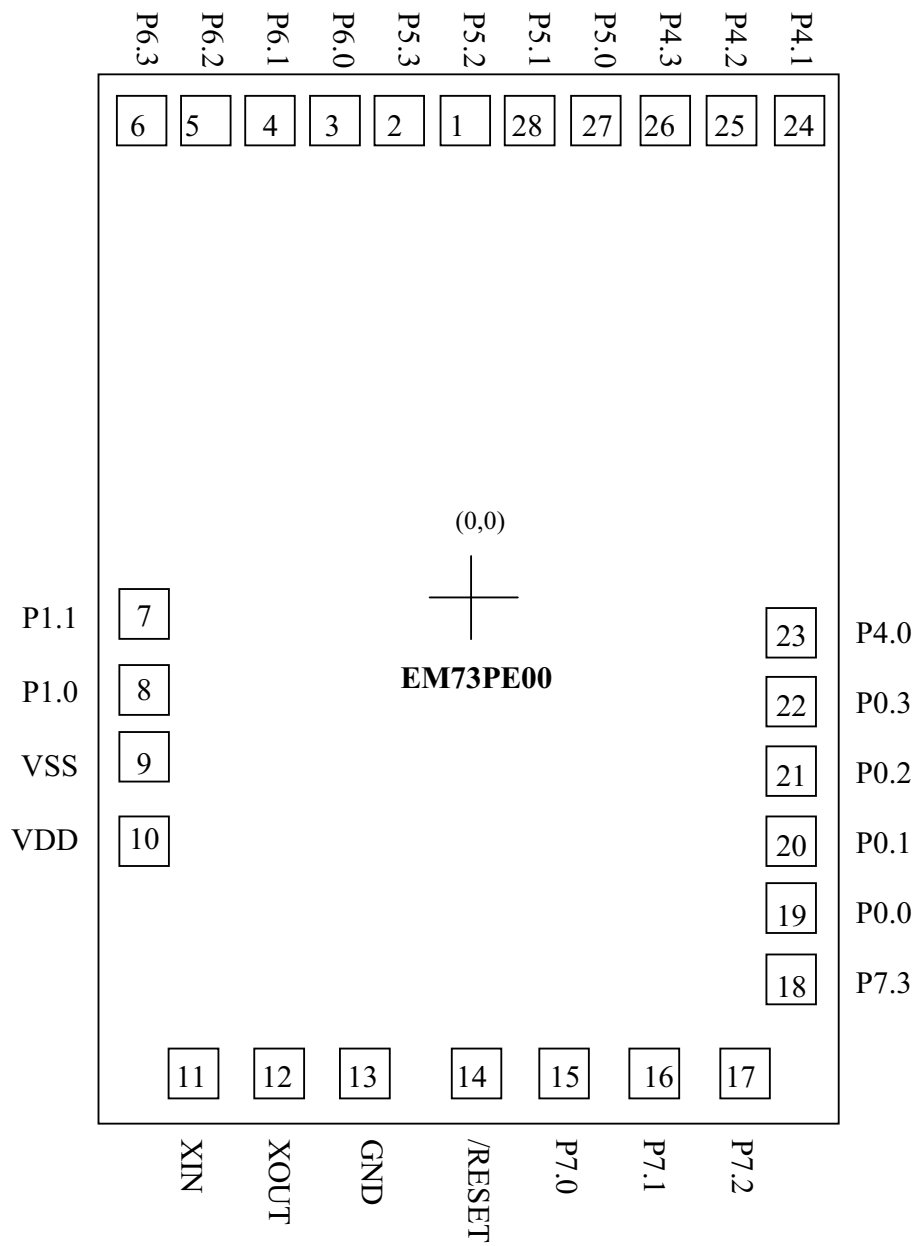 P6.3 P6.2 P6.1 P6.0 P5.3 P5.2 P5.1 P5.0 P4.3 P4.2 P4.1
6 5 4 3 2 1 28 27 26 25 24
(0,0)
P1.1 7 23 P4.0
EM73PE00
P1.0 8 22 P0.3
VSS 9 21 P0.2
VDD 10 20 P0.1
19 P0.0
18 P7.3
11 12 13 14 15 16 17
XIN XOUT GND /RESET P7.0 P7.1 P7.2